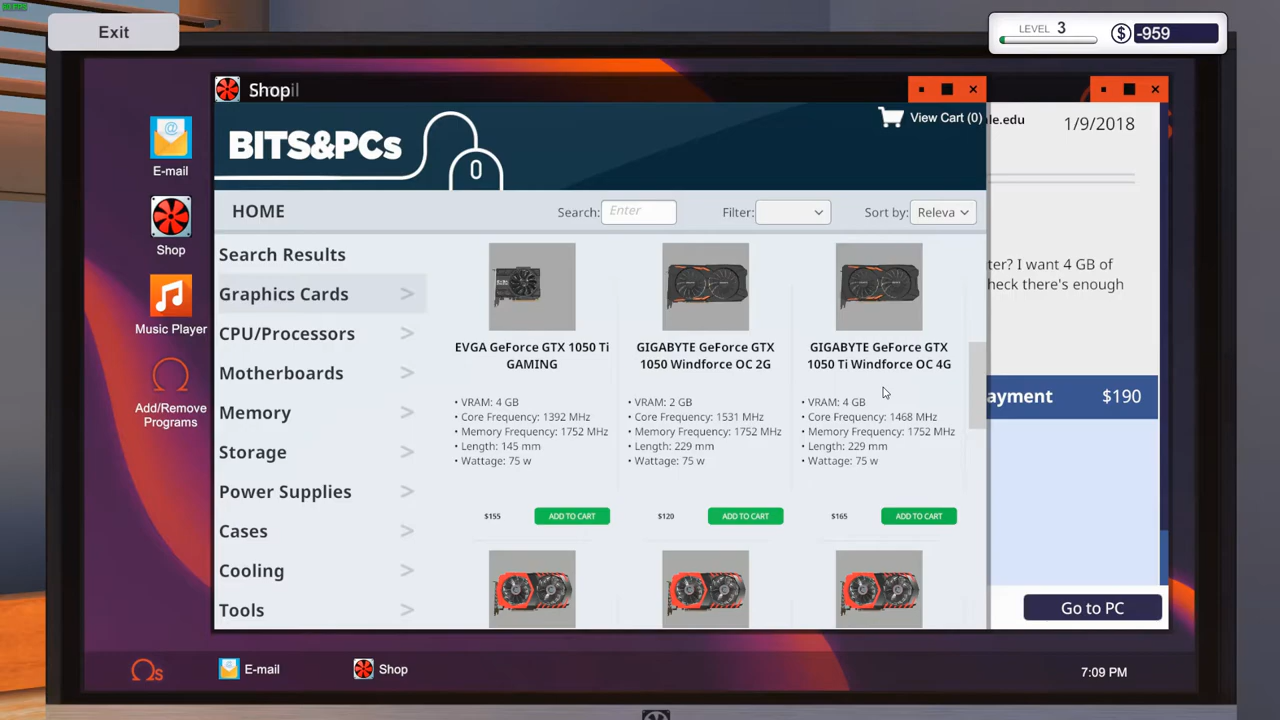 Exit
LEVEL 3
$ -959
Shop
BITS&PCs
View Cart (0)
le.edu
1/9/2018
HOME
Search: Enter
Filter:
Sort by: Releva
Search Results
Graphics Cards >
CPU/Processors >
Motherboards >
Memory >
Storage >
Power Supplies >
Cases >
Cooling >
Tools >
EVGA GeForce GTX 1050 Ti
GAMING
• VRAM: 4 GB
• Core Frequency: 1392 MHz
• Memory Frequency: 1752 MHz
• Length: 145 mm
• Wattage: 75 w
$155
ADD TO CART
GIGABYTE GeForce GTX
1050 Windforce OC 2G
• VRAM: 2 GB
• Core Frequency: 1531 MHz
• Memory Frequency: 1752 MHz
• Length: 229 mm
• Wattage: 75 w
$120
ADD TO CART
GIGABYTE GeForce GTX
1050 Ti Windforce OC 4G
• VRAM: 4 GB
• Core Frequency: 1468 MHz
• Memory Frequency: 1752 MHz
• Length: 229 mm
• Wattage: 75 w
$165
ADD TO CART
ter? I want 4 GB of
heck there's enough
ayment
$190
Go to PC
E-mail
Shop
Music Player
Add/Remove
Programs
Ωs
E-mail
Shop
7:09 PM